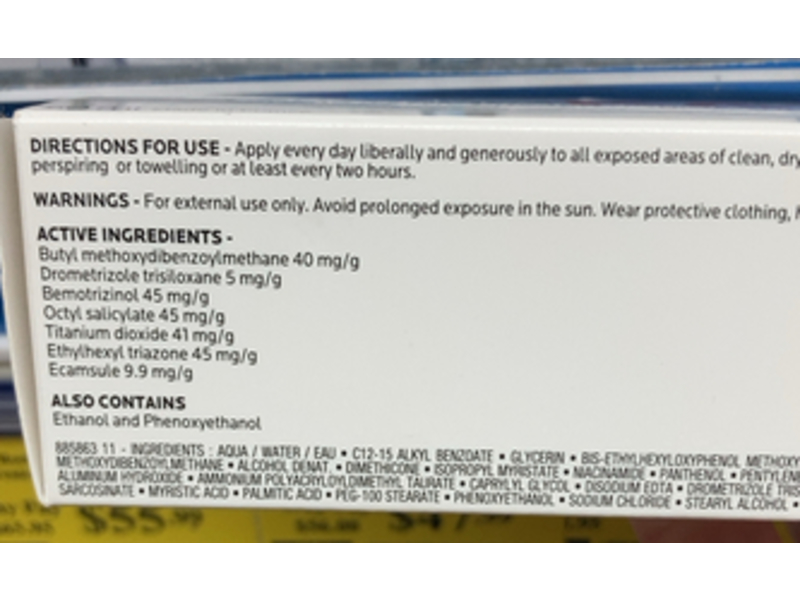 DIRECTIONS FOR USE - Apply every day liberally and generously to all exposed areas of clean, dry
perspiring or towelling or at least every two hours.
WARNINGS - For external use only. Avoid prolonged exposure in the sun. Wear protective clothing,
ACTIVE INGREDIENTS -
Butyl methoxydibenzoylmethane 40 mg/g
Drometrizole trisiloxane 5 mg/g
Bemotrizinol 45 mg/g
Octyl salicylate 45 mg/g
Titanium dioxide 41 mg/g
Ethylhexyl triazone 45 mg/g
Ecamsule 9.9 mg/g
ALSO CONTAINS
Ethanol and Phenoxyethanol
885863 11 - INGREDIENTS : AQUA / WATER / EAU • C12-15 ALKYL BENZOATE • GLYCERIN • BIS-ETHYLHEXYLOXYPHENOL METHOXY
METHOXYDIBENZOYLMETHANE • ALCOHOL DENAT. • DIMETHICONE • ISOPROPYL MYRISTATE • NIACINAMIDE • PANTHENOL • PENTYLEN
ALUMINUM HYDROXIDE • AMMONIUM POLYACRYLOYLDIMETHYL TAURATE • CAPRYLYL GLYCOL • DISODIUM EDTA • DROMETRIZOLE TRIS
SARCOSINATE • MYRISTIC ACID • PALMITIC ACID • PEG-100 STEARATE • PHENOXYETHANOL • SODIUM CHLORIDE • STEARYL ALCOHOL •
$55.99